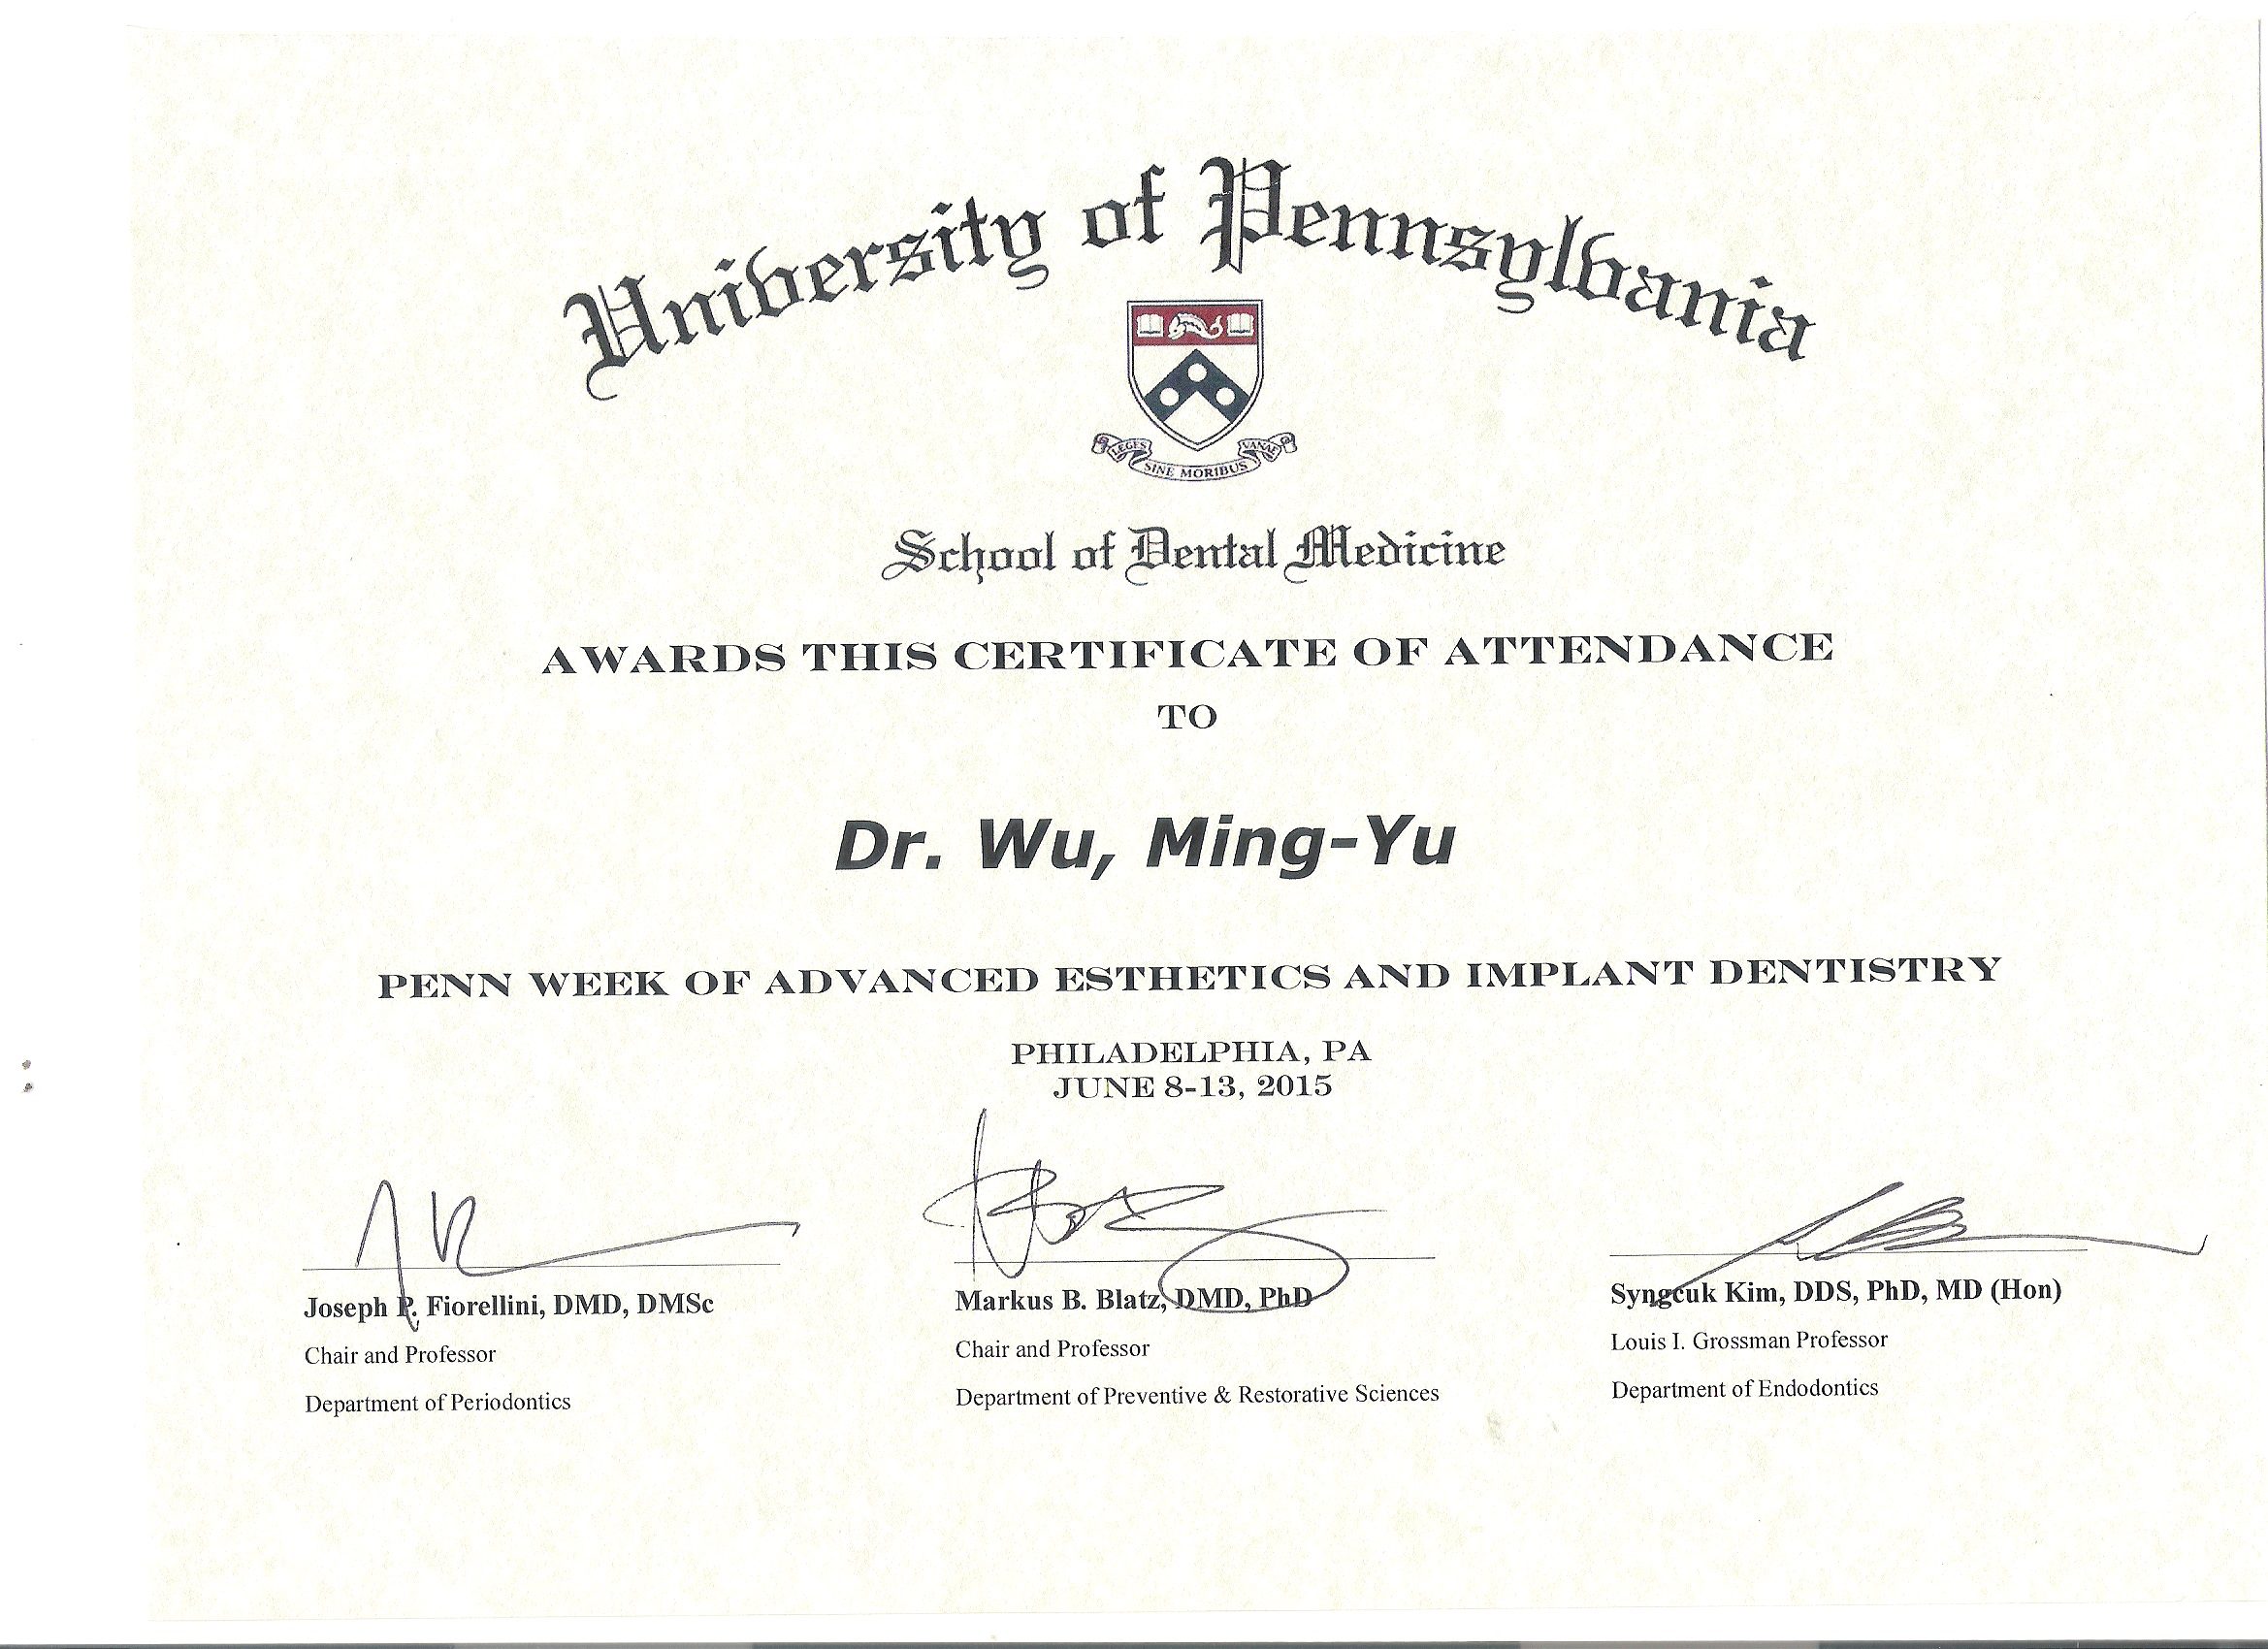 University of Pennsylvania
LEGES SINE MORIBUS VANAE
School of Dental Medicine
AWARDS THIS CERTIFICATE OF ATTENDANCE
TO
Dr. Wu, Ming-Yu
PENN WEEK OF ADVANCED ESTHETICS AND IMPLANT DENTISTRY
PHILADELPHIA, PA
JUNE 8-13, 2015
Joseph P. Fiorellini, DMD, DMSc
Chair and Professor
Department of Periodontics
Markus B. Blatz, DMD, PhD
Chair and Professor
Department of Preventive & Restorative Sciences
Syngcuk Kim, DDS, PhD, MD (Hon)
Louis I. Grossman Professor
Department of Endodontics